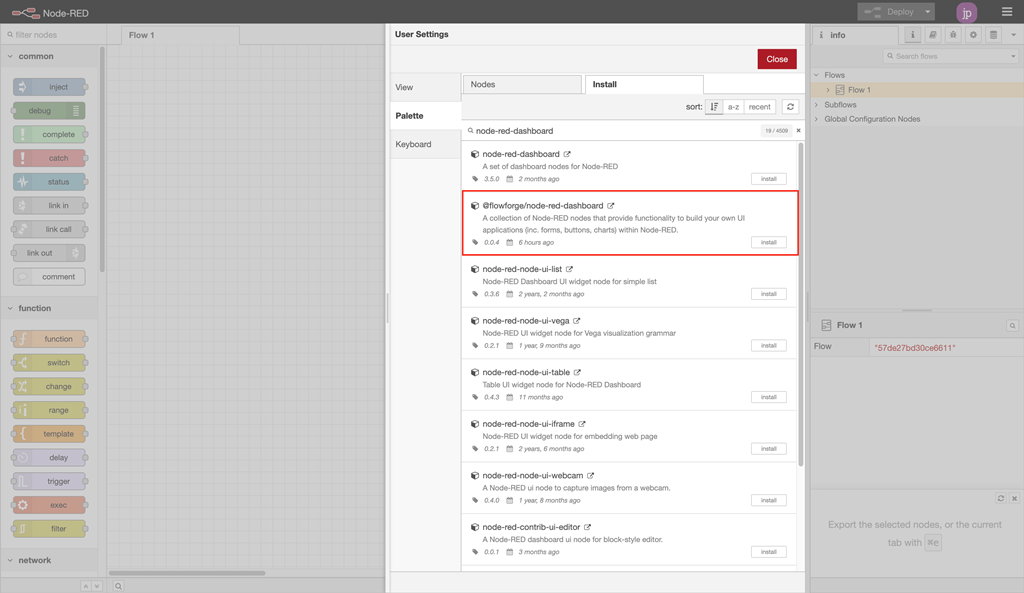 Node-RED
Deploy
jp
filter nodes
common
inject
debug
complete
catch
status
link in
link call
link out
comment
function
function
switch
change
range
template
delay
trigger
exec
filter
network
Flow 1
User Settings
Close
View
Palette
Keyboard
Nodes
Install
sort:
a-z
recent
node-red-dashboard
19 / 4509
node-red-dashboard
A set of dashboard nodes for Node-RED
3.5.0 2 months ago
install
@flowforge/node-red-dashboard
A collection of Node-RED nodes that provide functionality to build your own UI
applications (inc. forms, buttons, charts) within Node-RED.
0.0.4 6 hours ago
install
node-red-node-ui-list
Node-RED Dashboard UI widget node for simple list
0.3.6 2 years, 2 months ago
install
node-red-node-ui-vega
Node-RED UI widget node for Vega visualization grammar
0.2.1 1 year, 9 months ago
install
node-red-node-ui-table
Table UI widget node for Node-RED Dashboard
0.4.3 11 months ago
install
node-red-node-ui-iframe
Node-RED UI widget node for embedding web page
0.2.1 2 years, 6 months ago
install
node-red-node-ui-webcam
A Node-RED ui node to capture images from a webcam.
0.4.0 1 year, 8 months ago
install
node-red-contrib-ui-editor
A Node-RED dashboard ui node for block-style editor.
0.0.1 3 months ago
install
info
Search flows
Flows
Flow 1
Subflows
Global Configuration Nodes
Flow 1
Flow "57de27bd30ce6611"
Export the selected nodes, or the current
tab with ⌘e